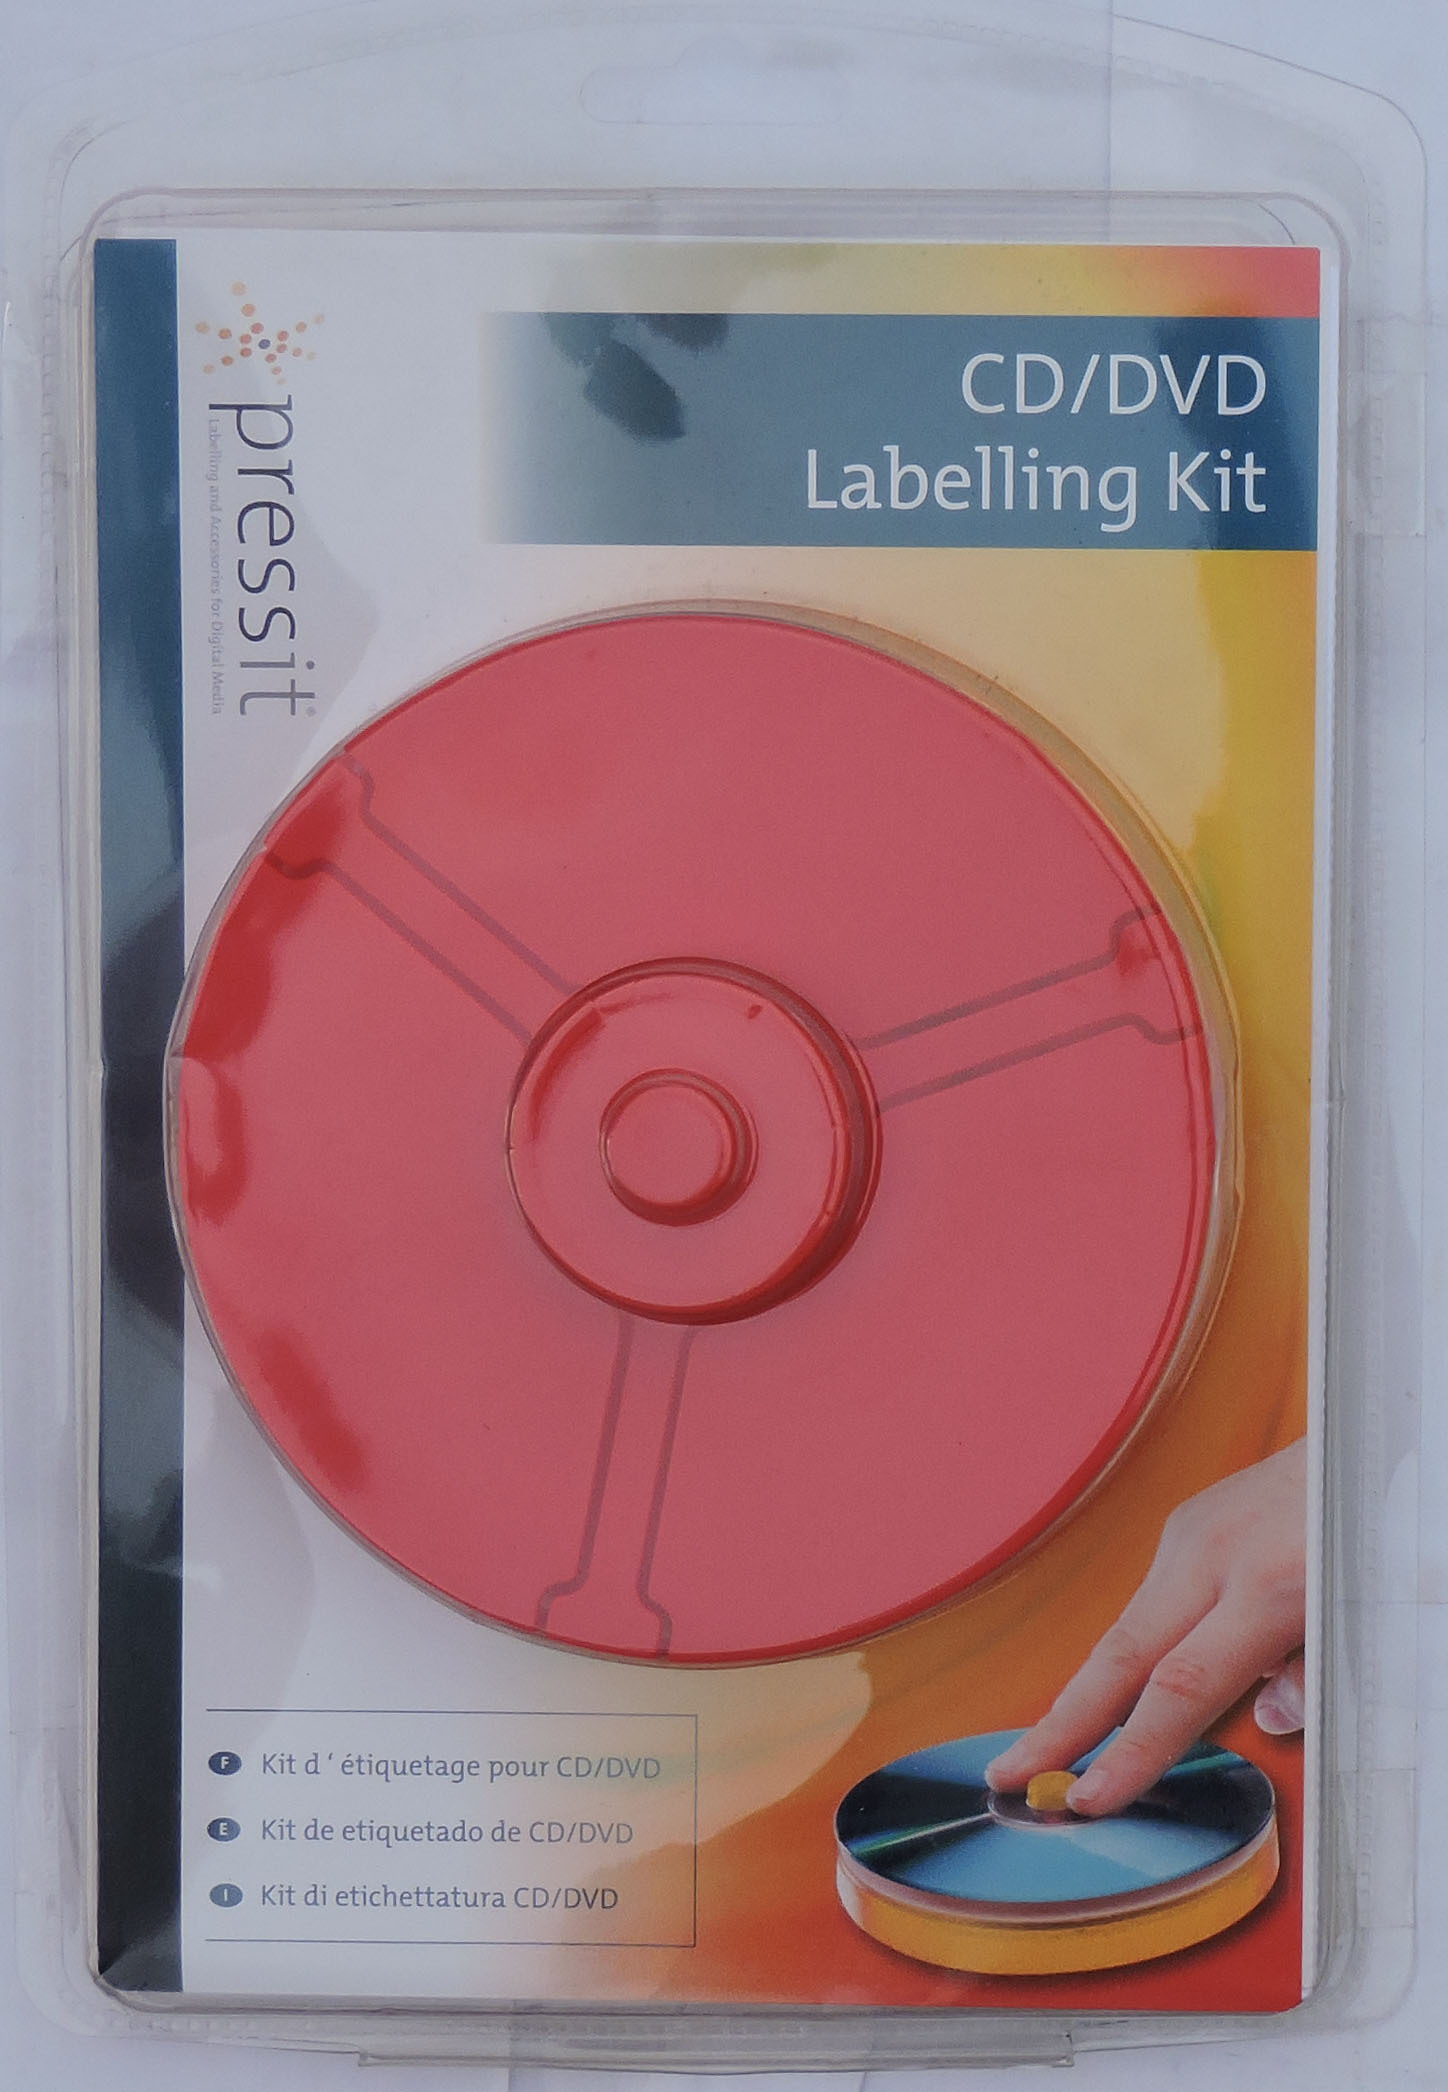 pressit®
Labelling and Accessories for Digital Media
CD/DVD
Labelling Kit
F Kit d ‘ étiquetage pour CD/DVD
E Kit de etiquetado de CD/DVD
I Kit di etichettatura CD/DVD